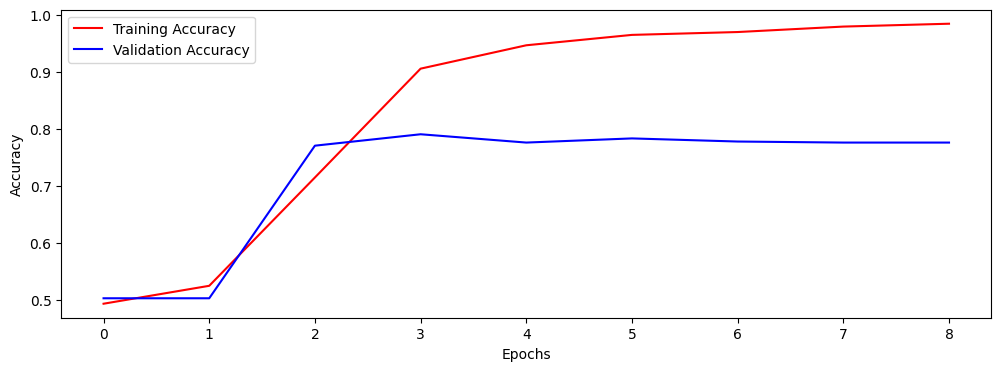 Training Accuracy
Validation Accuracy
Accuracy
1.0
0.9
0.8
0.7
0.6
0.5
0 1 2 3 4 5 6 7 8
Epochs